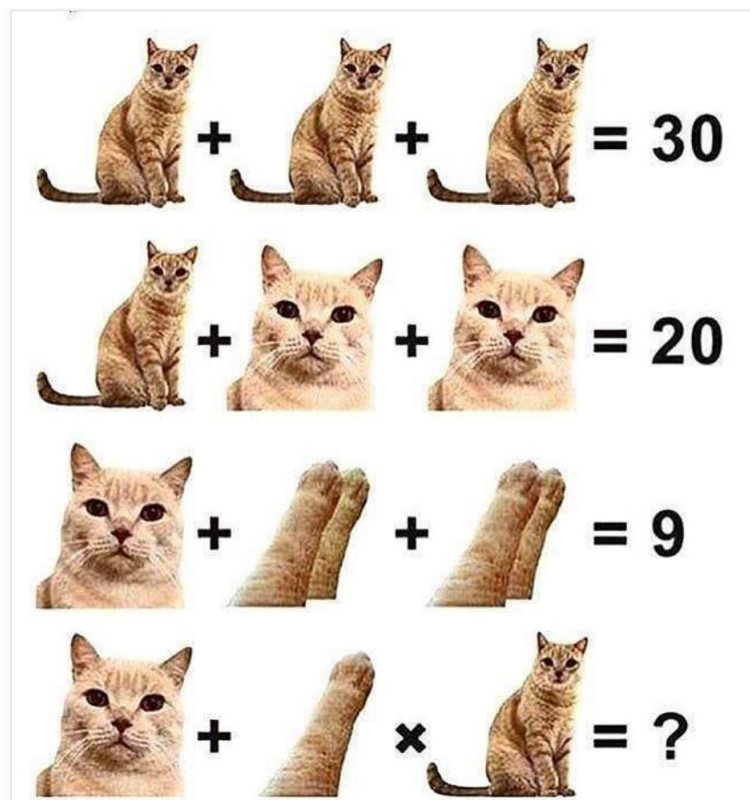 + + = 30
+ + = 20
+ + = 9
+ × = ?